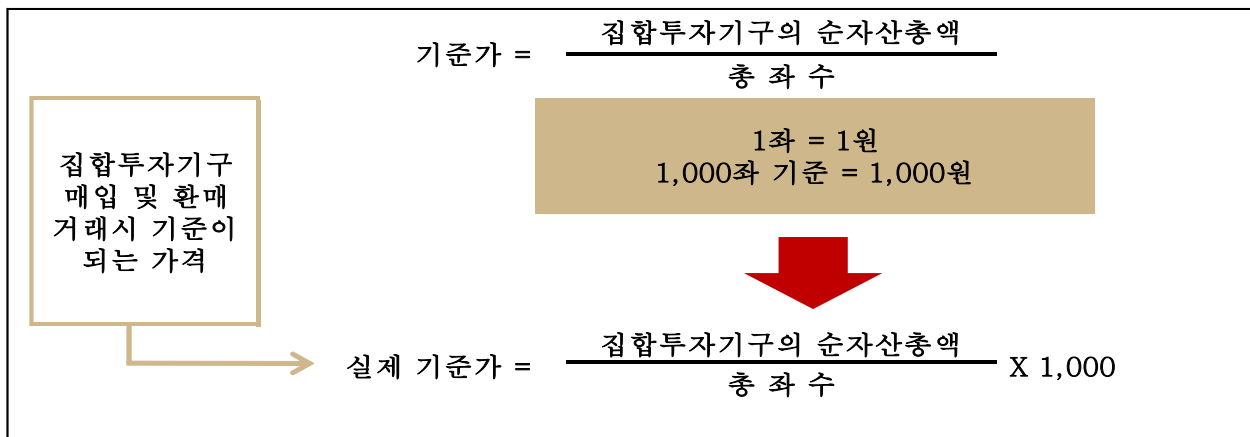 집합투자기구의 순자산총액
기준가 =
총 좌 수
1좌 = 1원
1,000좌 기준 = 1,000원
집합투자기구
매입 및 환매
거래시 기준이
되는 가격
집합투자기구의 순자산총액
실제 기준가 =
X 1,000
총 좌 수